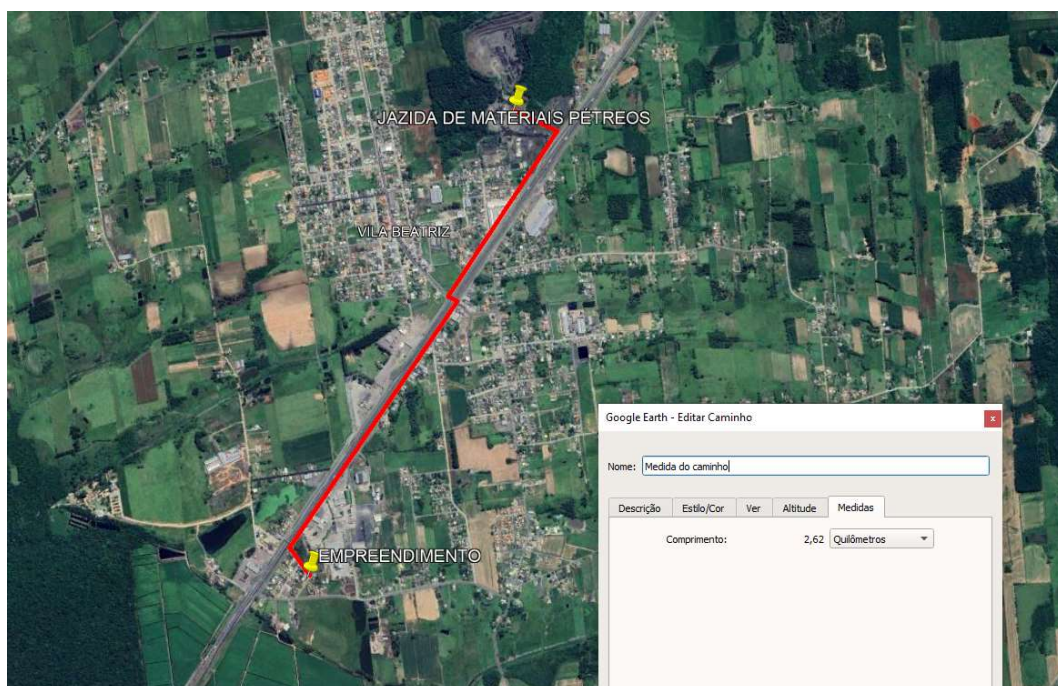 JAZIDA DE MATERIAIS PÉTREOS
VILA BEATRIZ
EMPREENDIMENTO
Google Earth - Editar Caminho
x
Nome: Medida do caminho
Descrição Estilo/Cor Ver Altitude Medidas
Comprimento: 2,62 Quilômetros